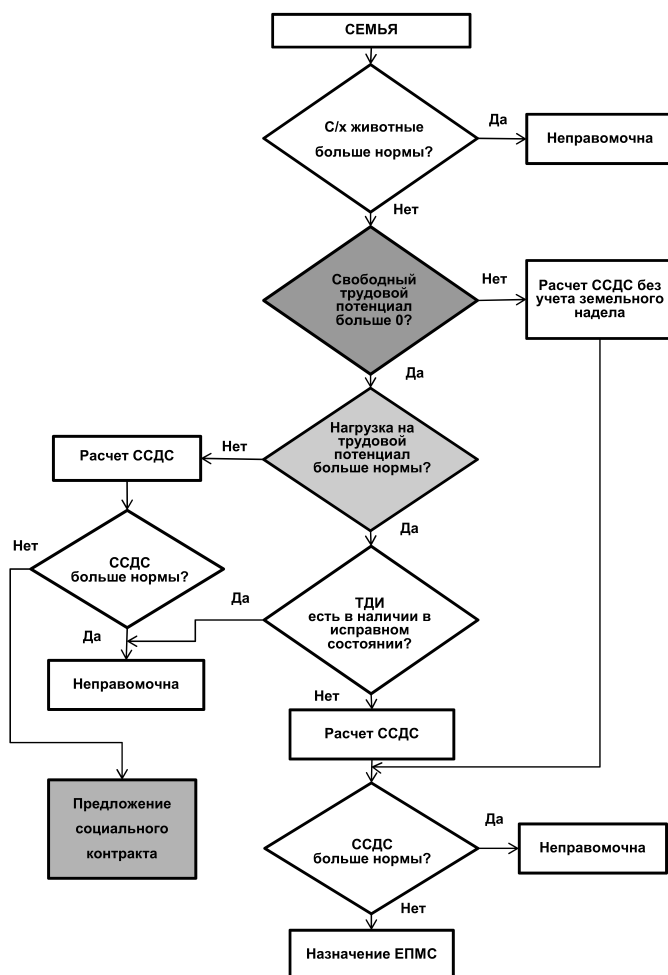 СЕМЬЯ
С/х животные
больше нормы?
Да
Неправомочна
Нет
Свободный
трудовой
потенциал
больше 0?
Нет
Расчет ССДС без
учета земельного
надела
Да
Нагрузка на
трудовой
потенциал
больше нормы?
Нет
Расчет ССДС
Да
Нет
ССДС
больше нормы?
ТДИ
есть в наличии в
исправном
состоянии?
Да
Да
Неправомочна
Нет
Расчет ССДС
Предложение
социального
контракта
ССДС
больше нормы?
Да
Неправомочна
Нет
Назначение ЕПМС